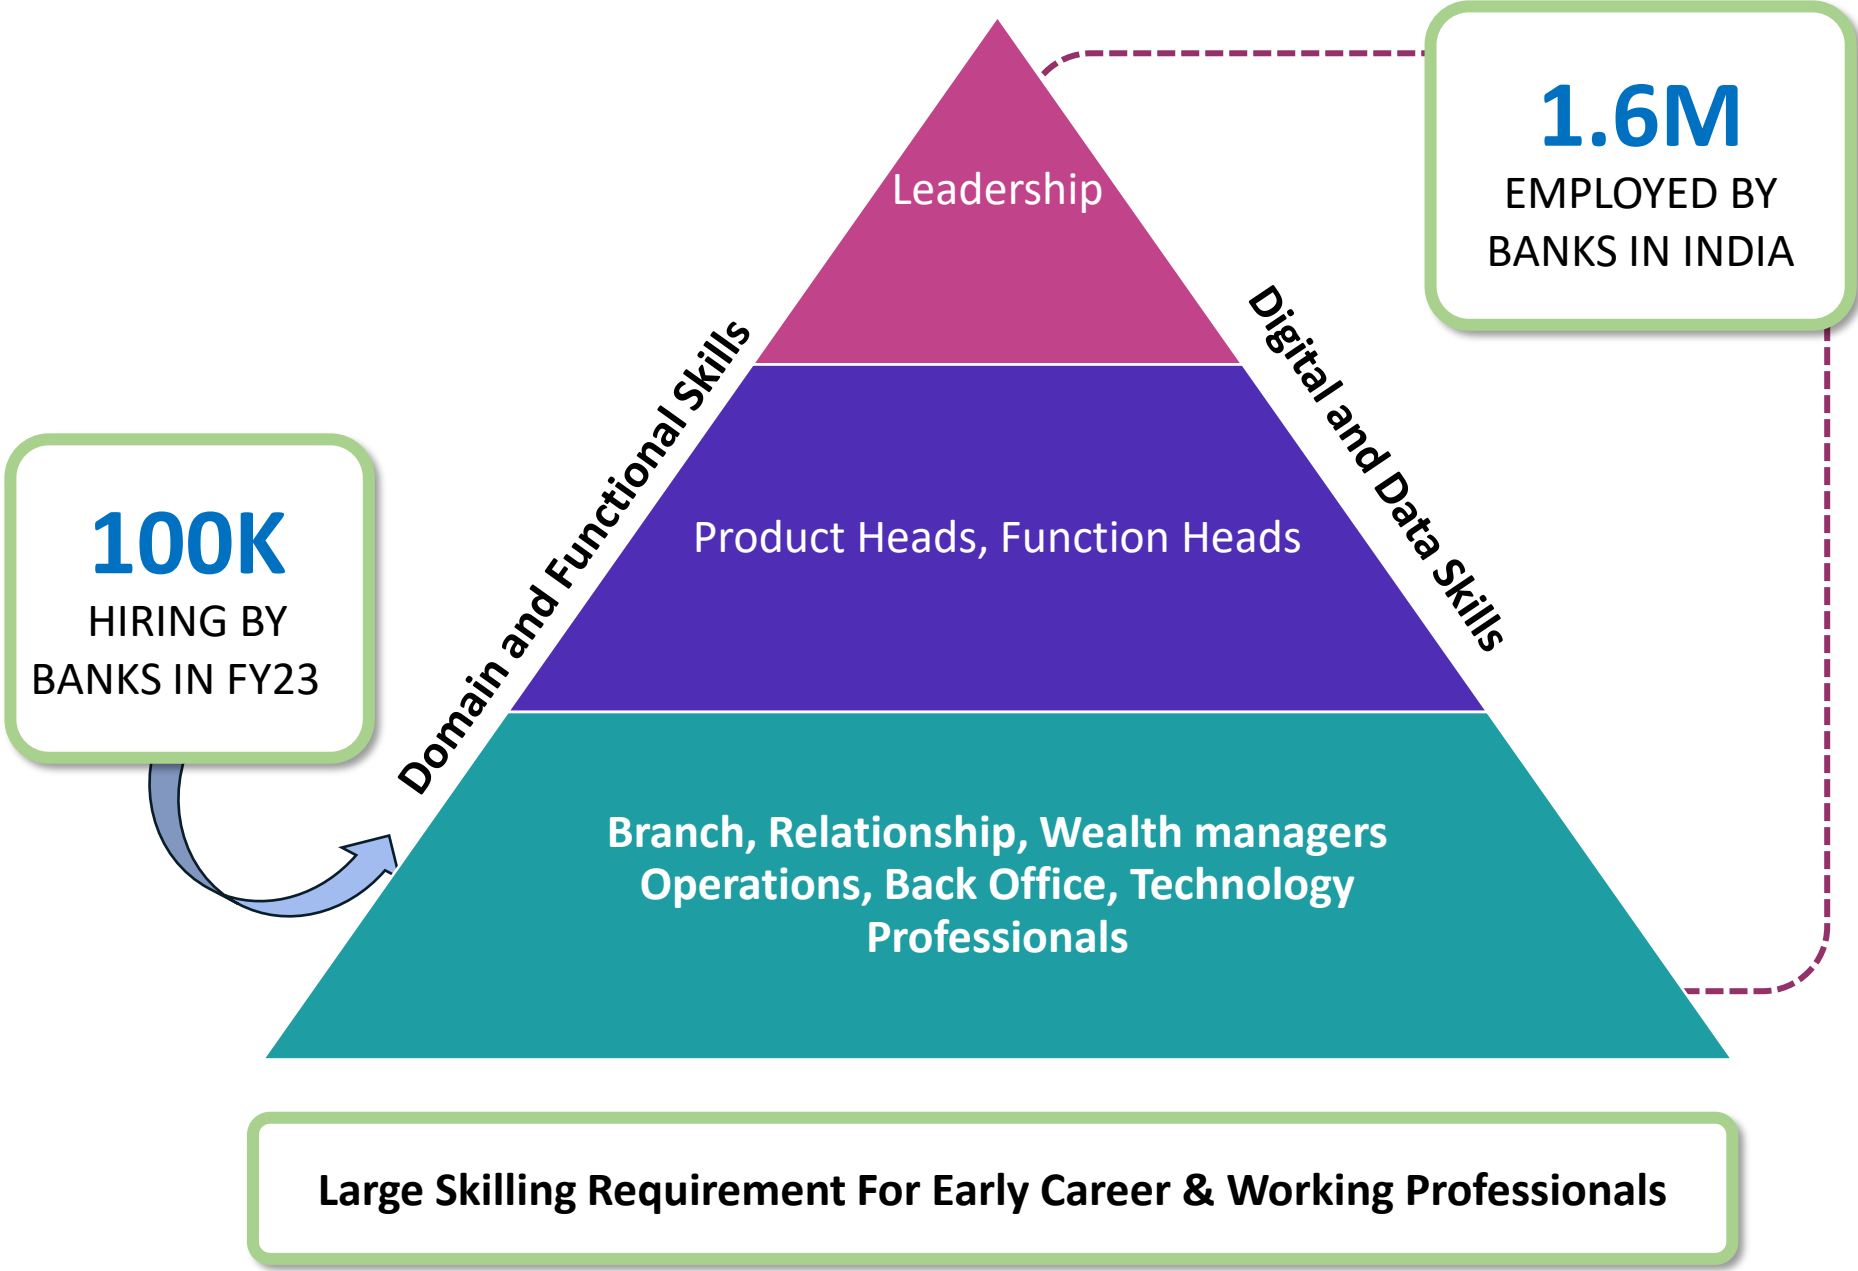 1.6M
EMPLOYED BY
BANKS IN INDIA
Leadership
Domain and Functional Skills
Digital and Data Skills
100K
HIRING BY
BANKS IN FY23
Product Heads, Function Heads
Branch, Relationship, Wealth managers
Operations, Back Office, Technology
Professionals
Large Skilling Requirement For Early Career & Working Professionals